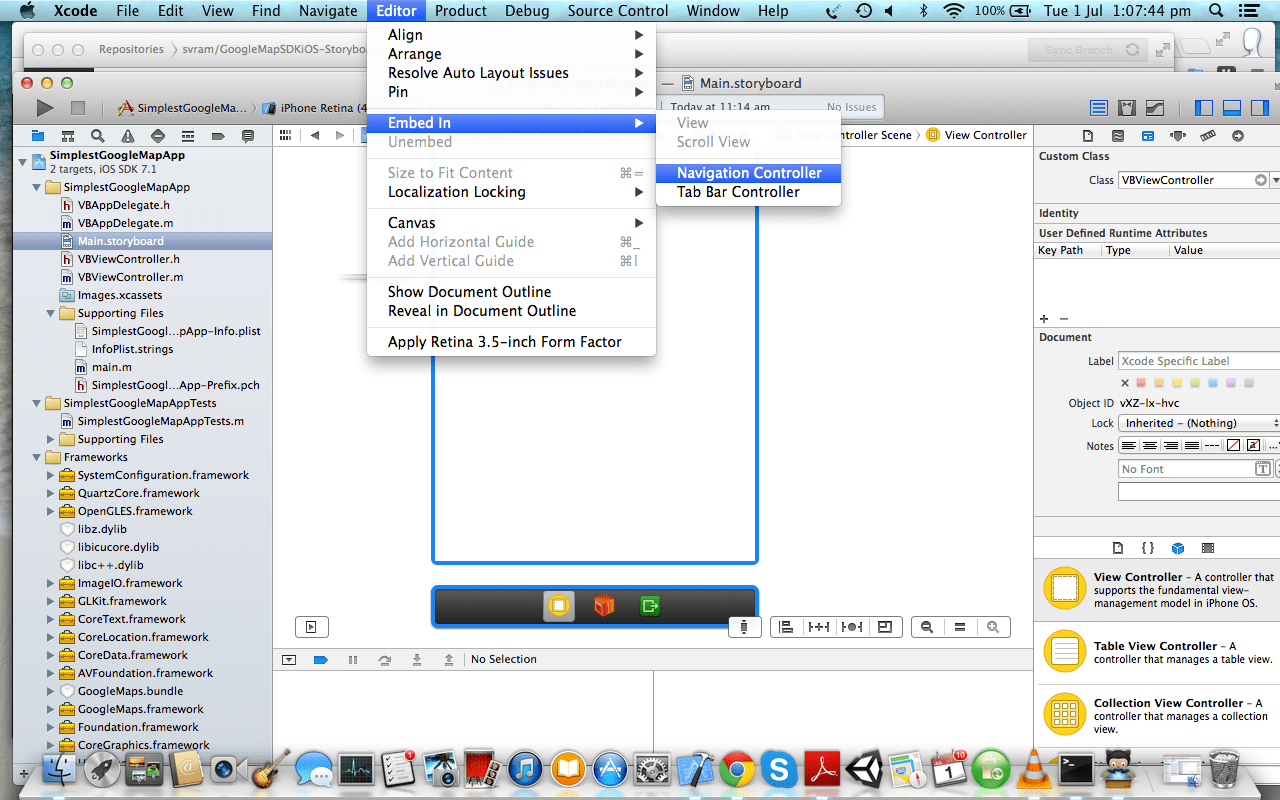 Xcode File Edit View Find Navigate Editor Product Debug Source Control Window Help 100% Tue 1 Jul 1:07:44 pm
Repositories svram/GoogleMapSDKiOS-Storybo
Sync Branch
Main.storyboard
SimplestGoogleMa... iPhone Retina (4
Today at 11:14 am No Issues
Controller Scene View Controller
Align
Arrange
Resolve Auto Layout Issues
Pin
Embed In
Unembed
Size to Fit Content ⌘=
Localization Locking
Canvas
Add Horizontal Guide ⌘_
Add Vertical Guide ⌘|
Show Document Outline
Reveal in Document Outline
Apply Retina 3.5-inch Form Factor
View
Scroll View
Navigation Controller
Tab Bar Controller
SimplestGoogleMapApp
2 targets, iOS SDK 7.1
SimplestGoogleMapApp
h VBAppDelegate.h
m VBAppDelegate.m
Main.storyboard
h VBViewController.h
m VBViewController.m
Images.xcassets
Supporting Files
SimplestGoogl...pApp-Info.plist
InfoPlist.strings
m main.m
h SimplestGoogl...App-Prefix.pch
SimplestGoogleMapAppTests
m SimplestGoogleMapAppTests.m
Supporting Files
Frameworks
SystemConfiguration.framework
QuartzCore.framework
OpenGLES.framework
libz.dylib
libicucore.dylib
libc++.dylib
ImageIO.framework
GLKit.framework
CoreText.framework
CoreLocation.framework
CoreData.framework
AVFoundation.framework
GoogleMaps.bundle
GoogleMaps.framework
Foundation.framework
CoreGraphics.framework
No Selection
Custom Class
Class VBViewController
Identity
User Defined Runtime Attributes
Key Path Type Value
+ −
Document
Label Xcode Specific Label
Object ID vXZ-lx-hvc
Lock Inherited - (Nothing)
Notes
No Font T
{ }
View Controller - A controller that
supports the fundamental view-
management model in iPhone OS.
Table View Controller - A
controller that manages a table view.
Collection View Controller - A
controller that manages a collection
view.
1
10
1